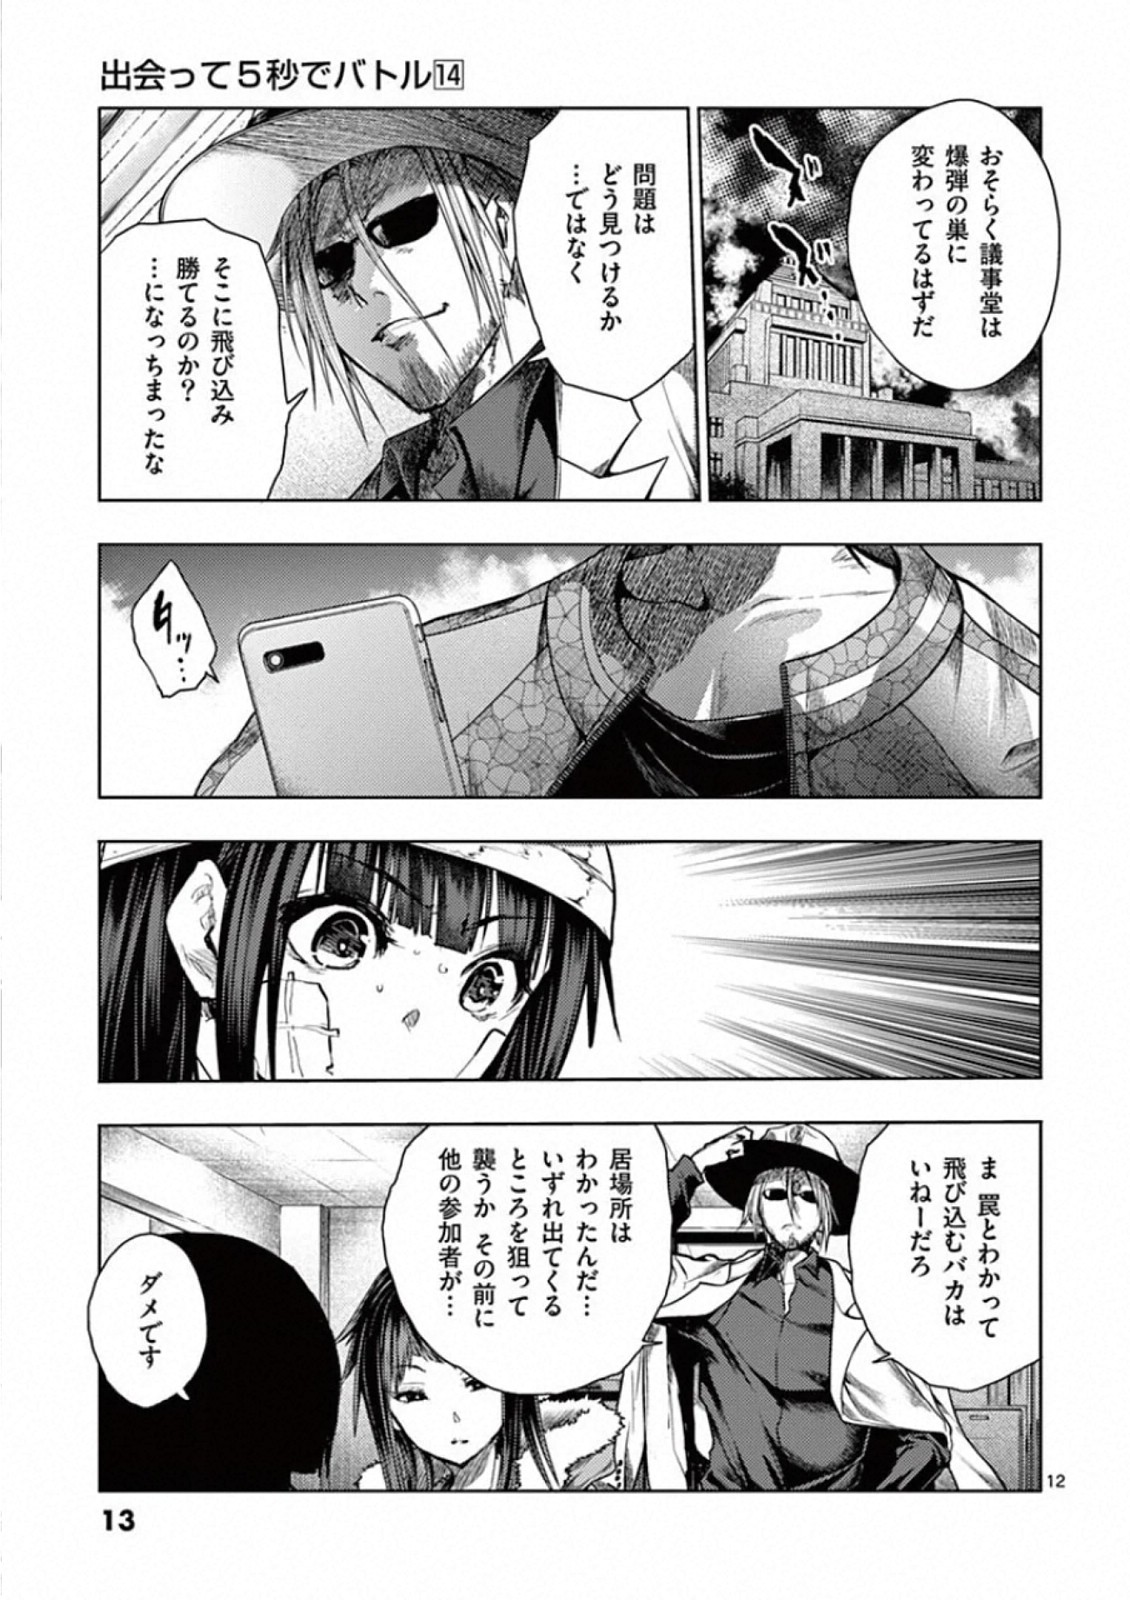 出会って5秒でバトル14
おそらく議事堂は
爆弾の巣に
変わってるはずだ
問題は
どう見つけるか
…ではなく
そこに飛び込み
勝てるのか？
…になっちまったな
タッ…
ま 罠とわかって
飛び込むバカは
いねーだろ
居場所は
わかったんだ…
いずれ出てくる
ところを狙って
襲うか その前に
他の参加者が…
ダメです
12
13